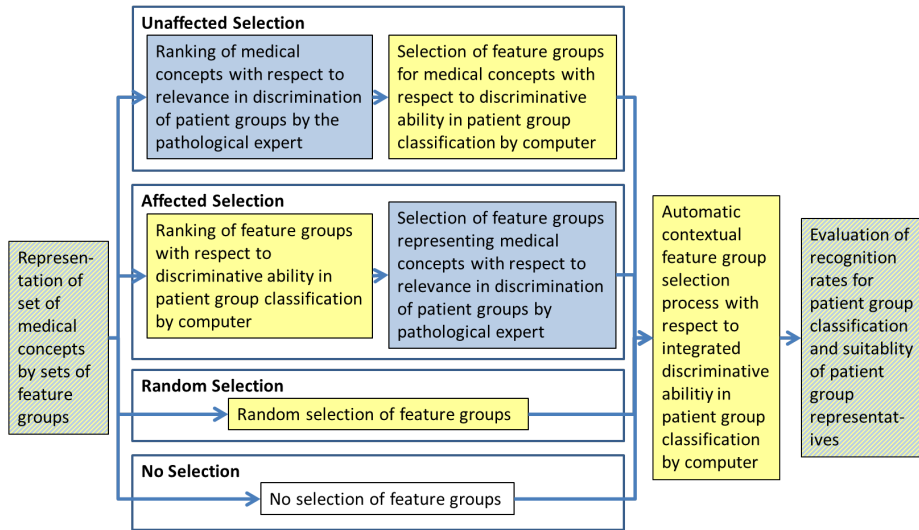 Unaffected Selection
Ranking of medical
concepts with respect to
relevance in discrimination
of patient groups by the
pathological expert
Selection of feature groups
for medical concepts with
respect to discriminative
ability in patient group
classification by computer
Affected Selection
Ranking of feature groups
with respect to
discriminative ability in
patient group classification
by computer
Selection of feature groups
representing medical
concepts with respect to
relevance in discrimination
of patient groups by
pathological expert
Represen-
tation of
set of
medical
concepts
by sets of
feature
groups
Random Selection
Random selection of feature groups
No Selection
No selection of feature groups
Automatic
contextual
feature group
selection
process with
respect to
integrated
discriminative
abilitiy in
patient group
classification
by computer
Evaluation of
recognition
rates for
patient group
classification
and suitablity
of patient
group
representat-
ives